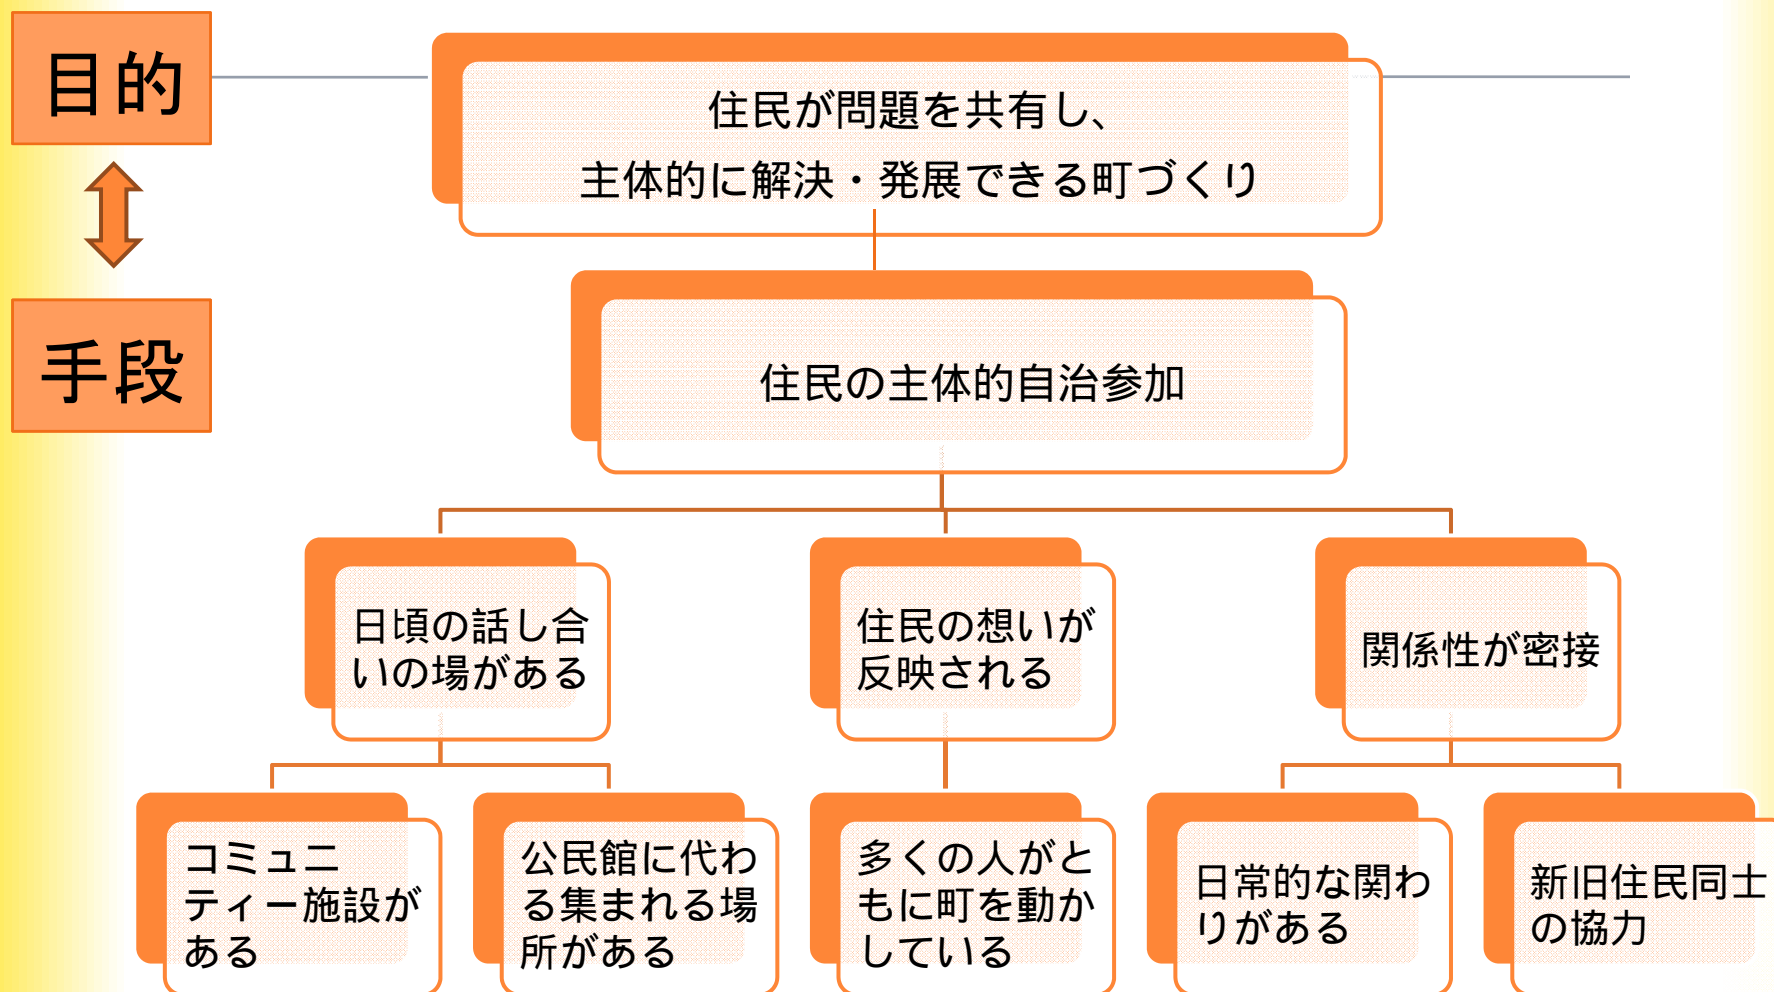 目的
住民が問題を共有し、
主体的に解決・発展できる町づくり
手段
住民の主体的自治参加
日頃の話し合
いの場がある
住民の想いが
反映される
関係性が密接
コミュニ
ティー施設が
ある
公民館に代わ
る集まれる場
所がある
多くの人がと
もに町を動か
している
日常的な関わ
りがある
新旧住民同士
の協力